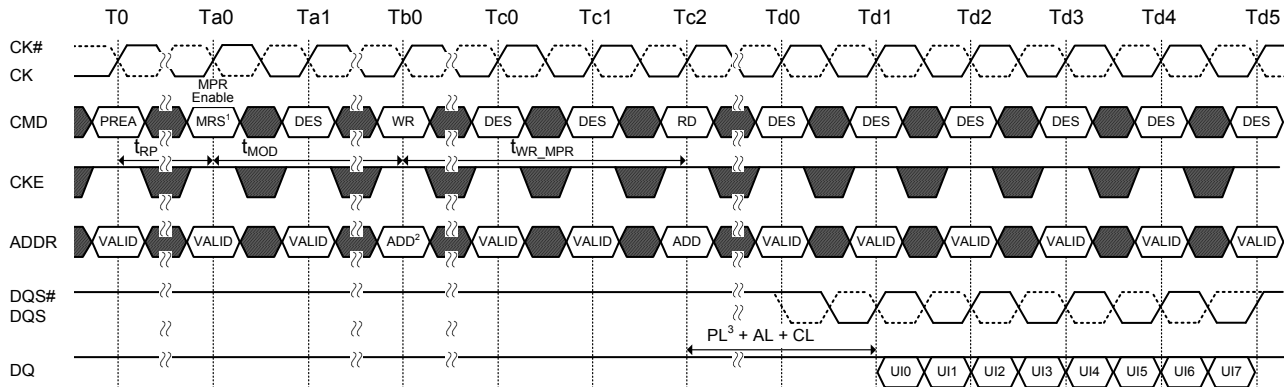 T0 Ta0 Ta1 Tb0 Tc0 Tc1 Tc2 Td0 Td1 Td2 Td3 Td4 Td5
CK#
CK
MPR
Enable
CMD PREA MRS¹ DES WR DES DES RD DES DES DES DES DES DES
tRP tMOD tWR_MPR
CKE
ADDR VALID VALID VALID ADD² VALID VALID ADD VALID VALID VALID VALID VALID VALID
DQS#
DQS
PL³ + AL + CL
DQ UI0 UI1 UI2 UI3 UI4 UI5 UI6 UI7